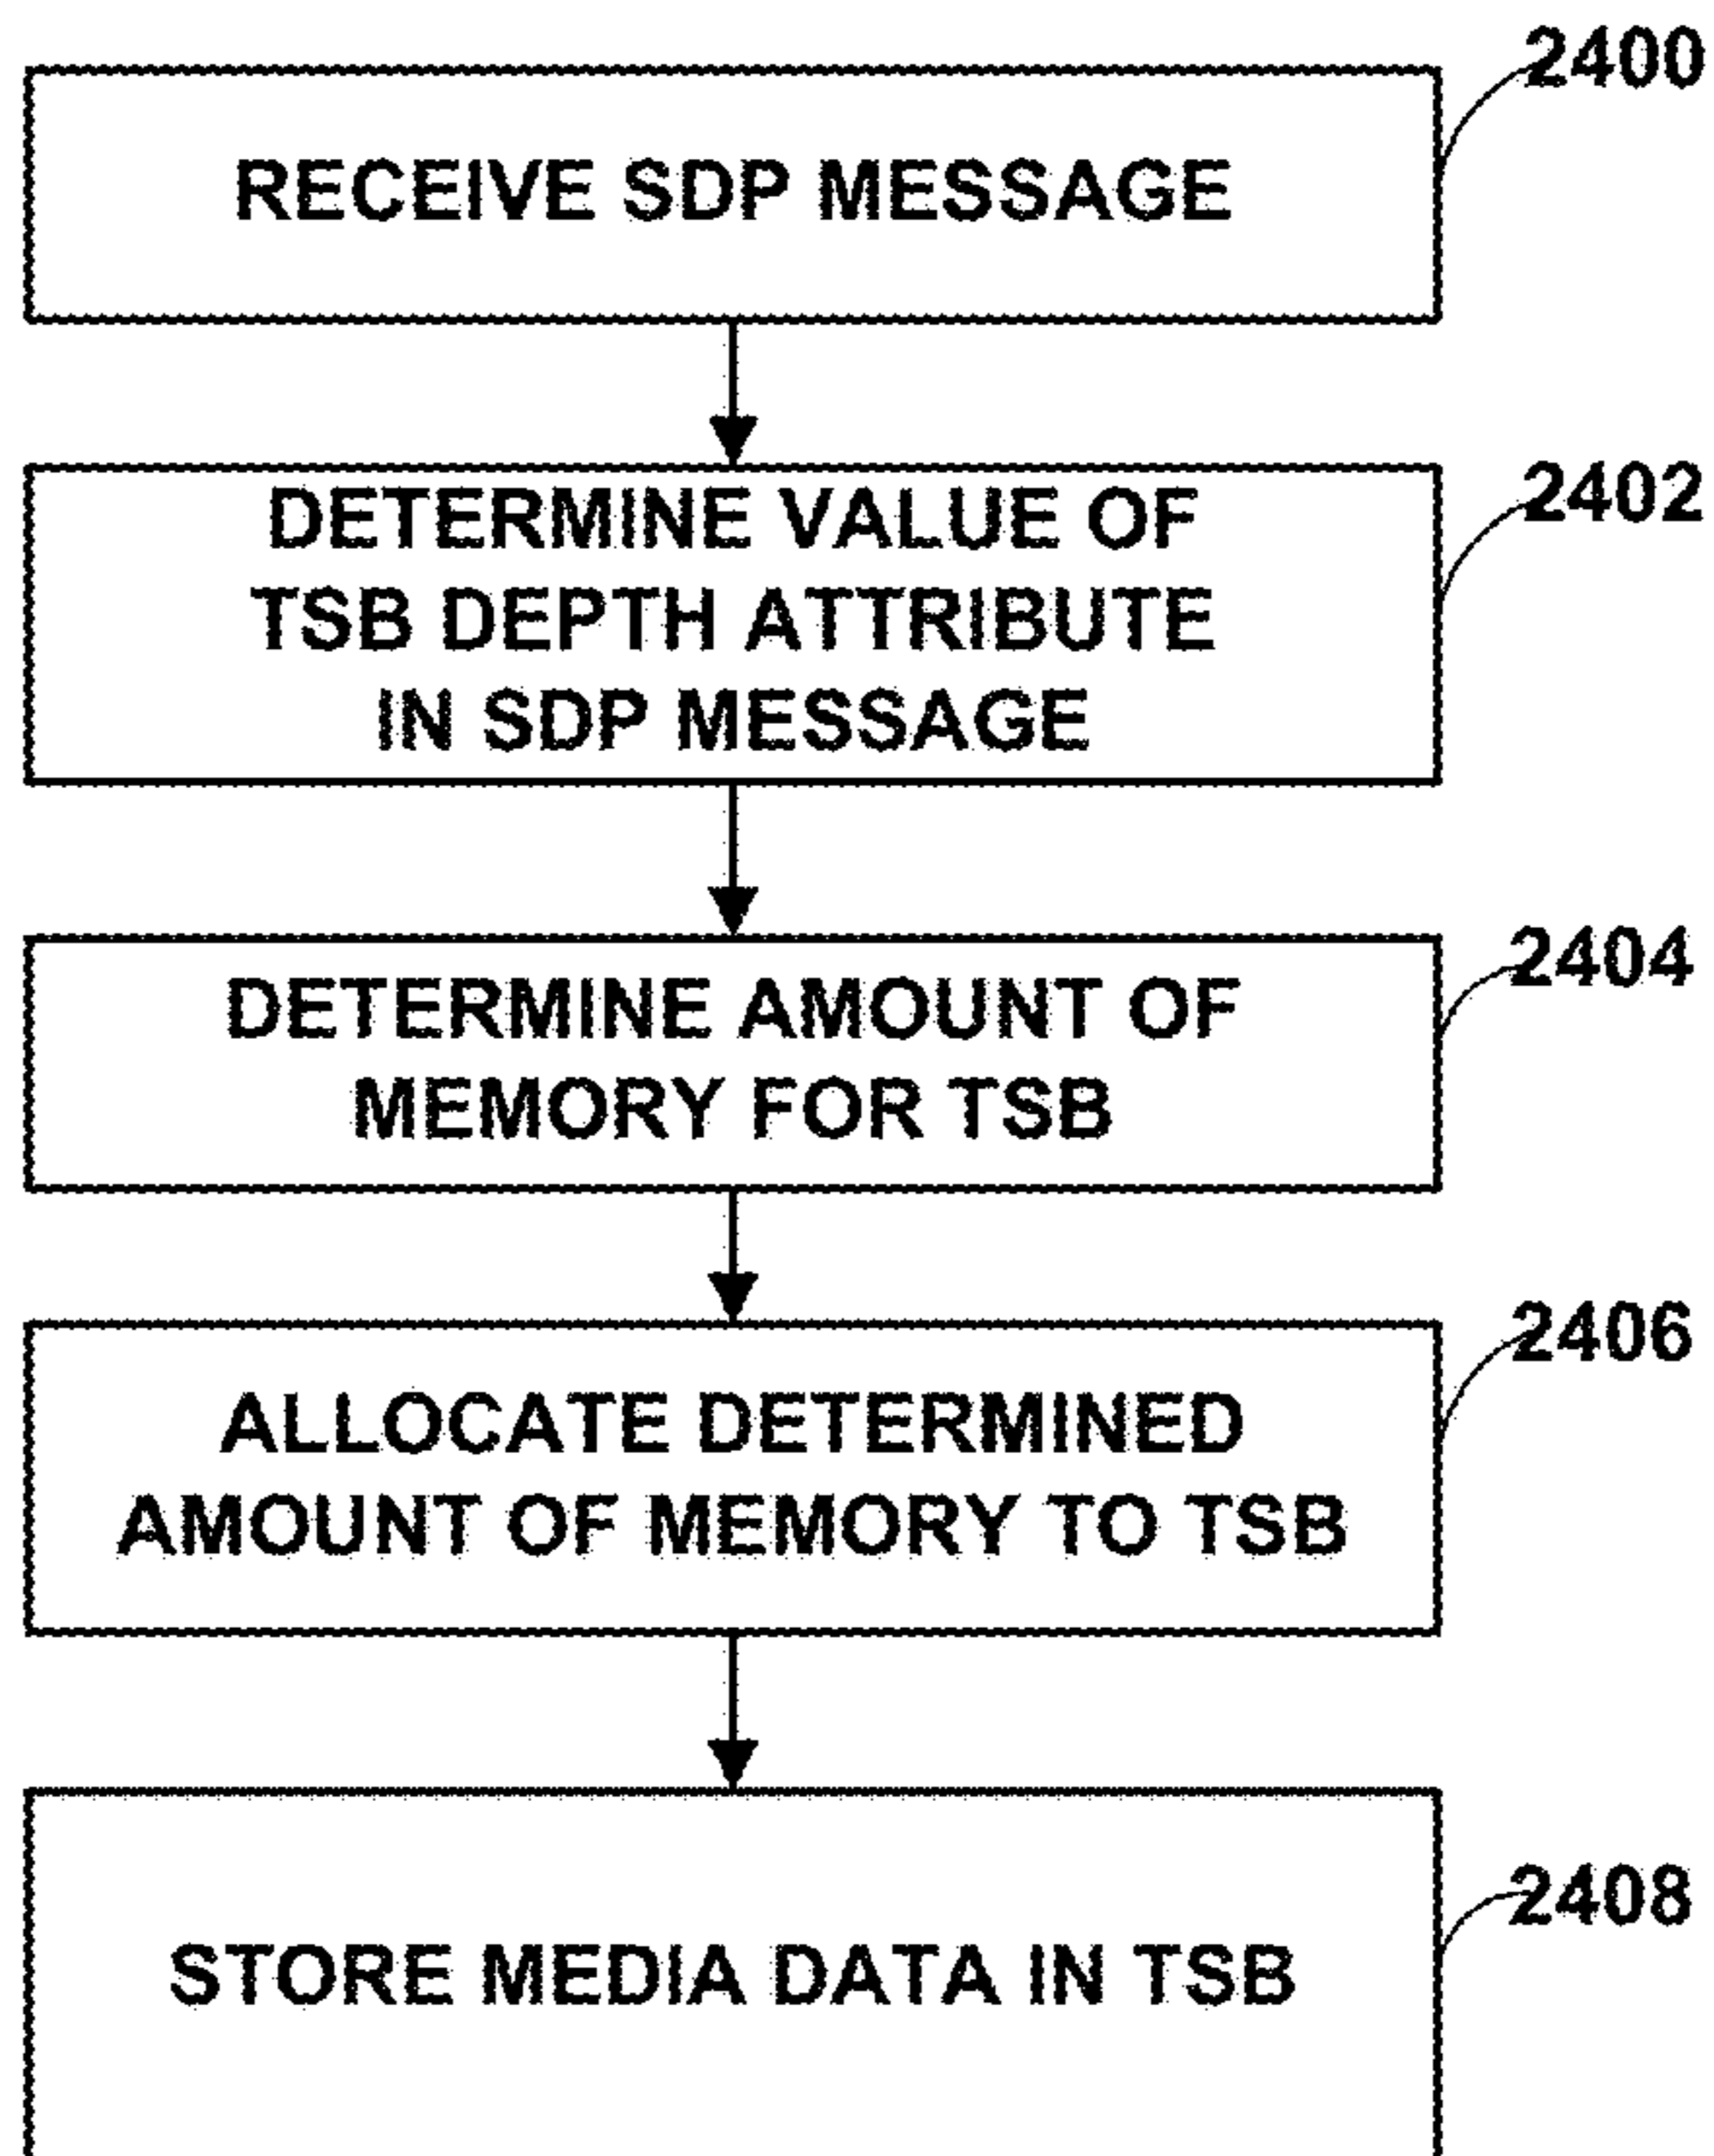 2400
RECEIVE SDP MESSAGE
2402
DETERMINE VALUE OF
TSB DEPTH ATTRIBUTE
IN SDP MESSAGE
2404
DETERMINE AMOUNT OF
MEMORY FOR TSB
2406
ALLOCATE DETERMINED
AMOUNT OF MEMORY TO TSB
2408
STORE MEDIA DATA IN TSB